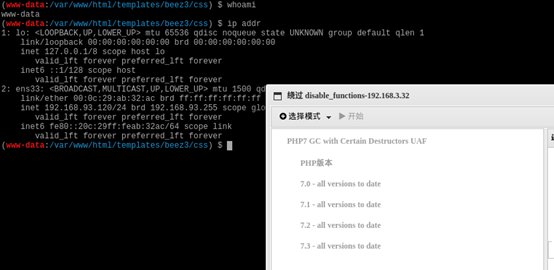 (www-data:/var/www/html/templates/beez3/css) $ whoami
www-data
(www-data:/var/www/html/templates/beez3/css) $ ip addr
1: lo: <LOOPBACK,UP,LOWER_UP> mtu 65536 qdisc noqueue state UNKNOWN group default qlen 1
link/loopback 00:00:00:00:00:00 brd 00:00:00:00:00:00
inet 127.0.0.1/8 scope host lo
valid_lft forever preferred_lft forever
inet6 ::1/128 scope host
valid_lft forever preferred_lft forever
2: ens33: <BROADCAST,MULTICAST,UP,LOWER_UP> mtu 1500 qd
link/ether 00:0c:29:ab:32:ac brd ff:ff:ff:ff:ff:ff
inet 192.168.93.120/24 brd 192.168.93.255 scope glo
valid_lft forever preferred_lft forever
inet6 fe80::20c:29ff:feab:32ac/64 scope link
valid_lft forever preferred_lft forever
(www-data:/var/www/html/templates/beez3/css) $
绕过 disable_functions-192.168.3.32
选择模式 开始
PHP7 GC with Certain Destructors UAF
PHP版本
7.0 - all versions to date
7.1 - all versions to date
7.2 - all versions to date
7.3 - all versions to date